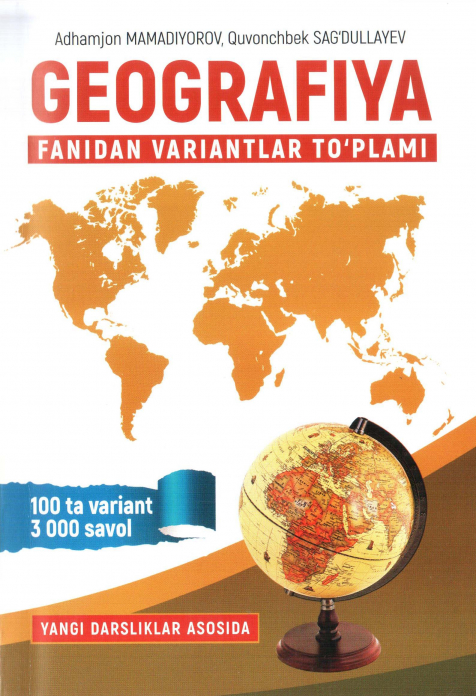 Adhamjon MAMADIYOROV, Quvonchbek SAG‘DULLAYEV
GEOGRAFIYA
FANIDAN VARIANTLAR TO‘PLAMI
100 ta variant
3 000 savol
YANGI DARSLIKLAR ASOSIDA